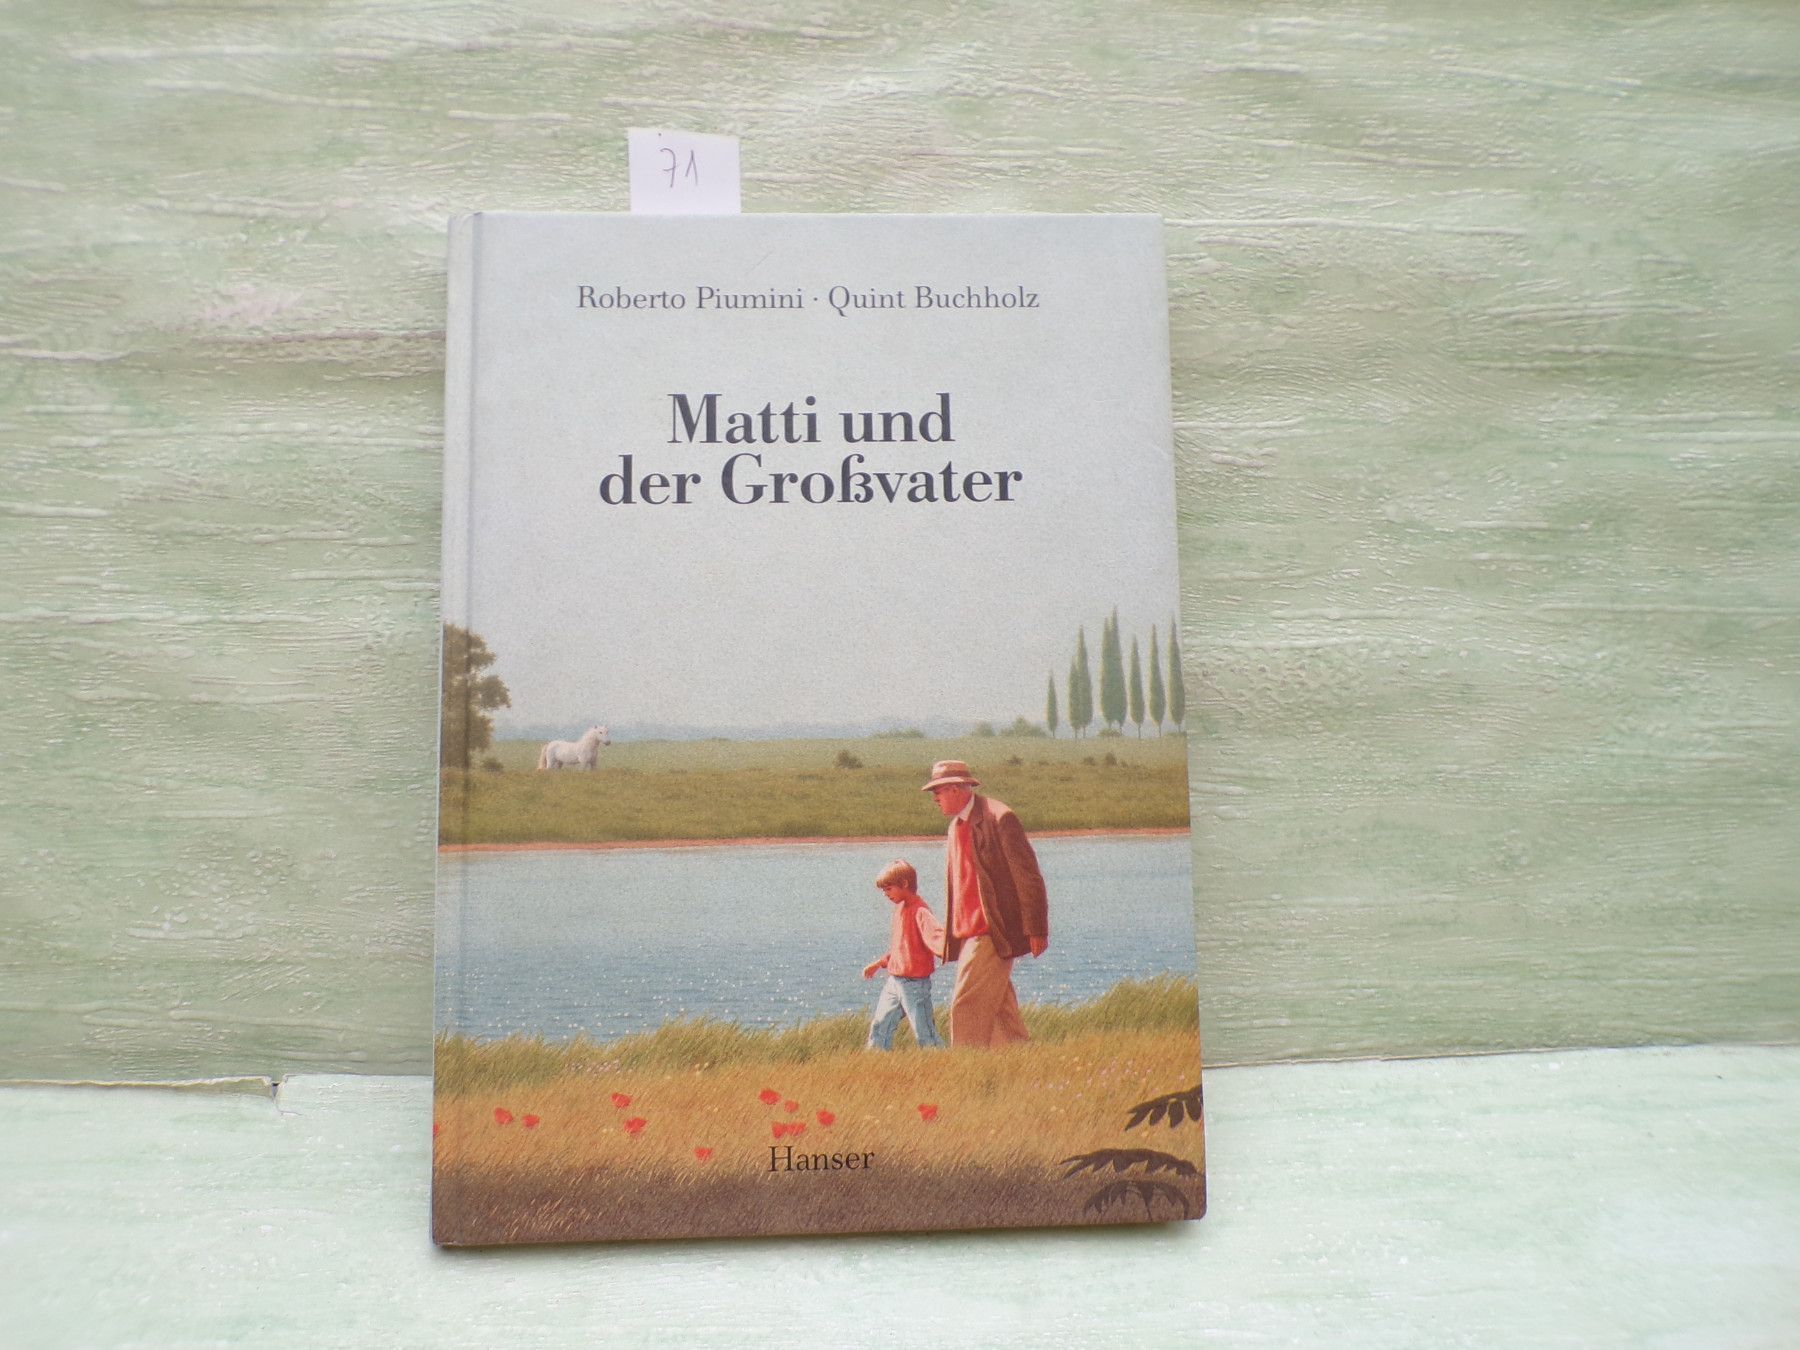 71
Roberto Piumini · Quint Buchholz
Matti und
der Großvater
Hanser